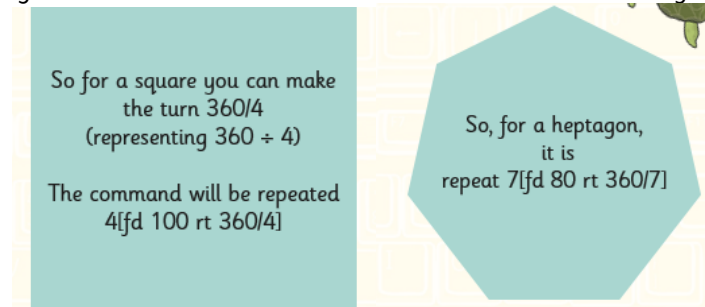 So for a square you can make
the turn 360/4
(representing 360 ÷ 4)
The command will be repeated
4[fd 100 rt 360/4]
So, for a heptagon,
it is
repeat 7[fd 80 rt 360/7]